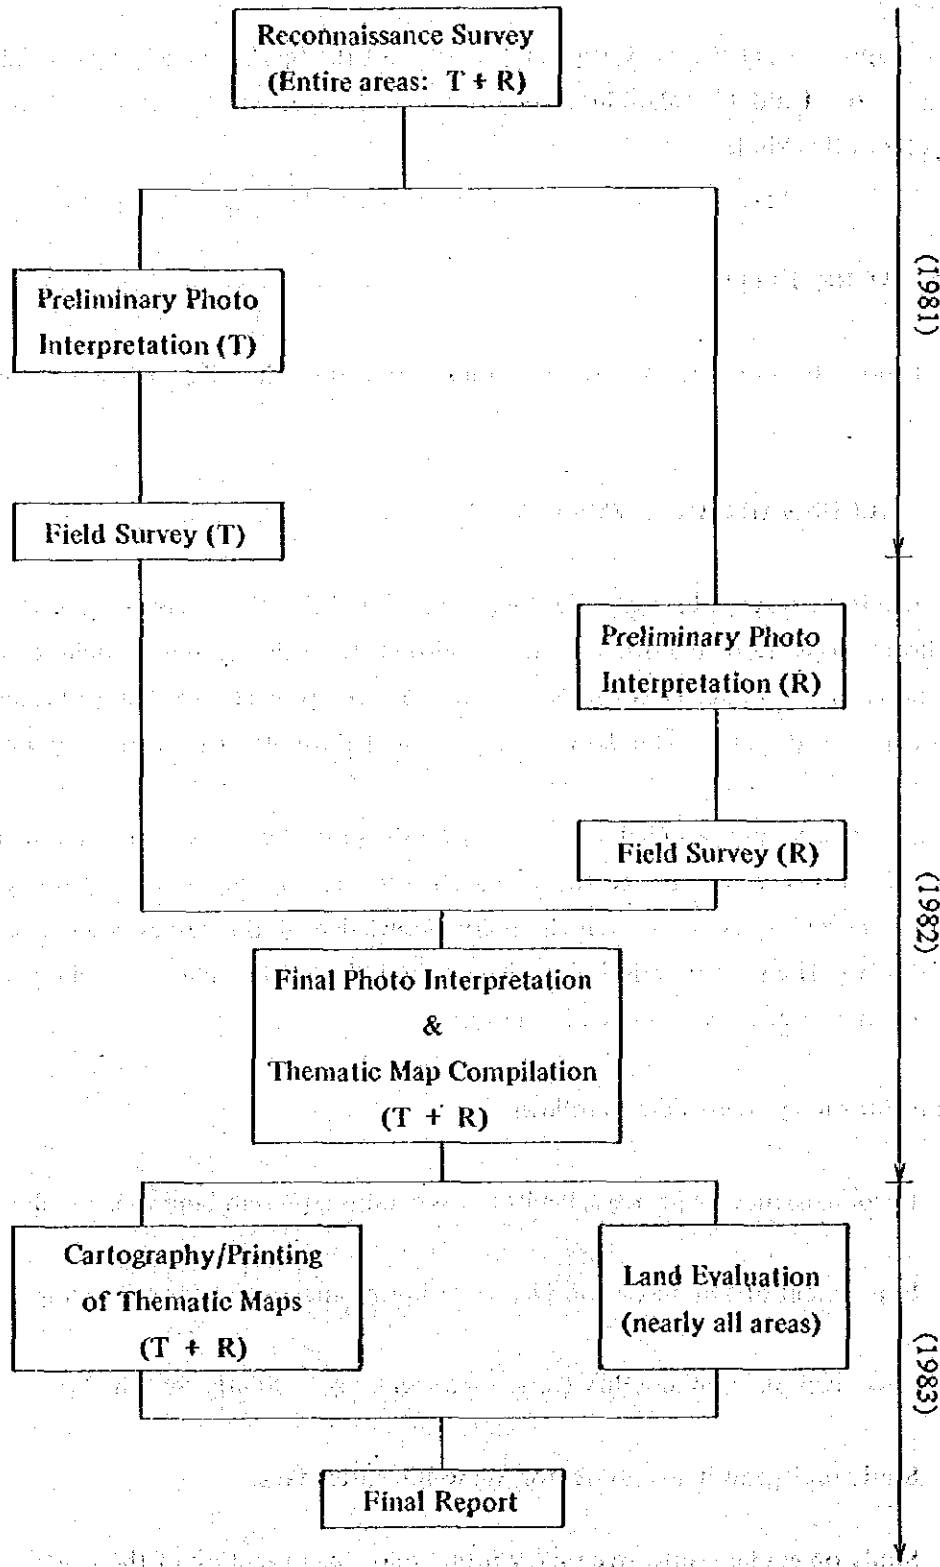 Reconnaissance Survey
(Entire areas: T + R)
(1981)
Preliminary Photo
Interpretation (T)
Field Survey (T)
Preliminary Photo
Interpretation (R)
Field Survey (R)
(1982)
Final Photo Interpretation
&
Thematic Map Compilation
(T + R)
Cartography/Printing
of Thematic Maps
(T + R)
Land Evaluation
(nearly all areas)
(1983)
Final Report